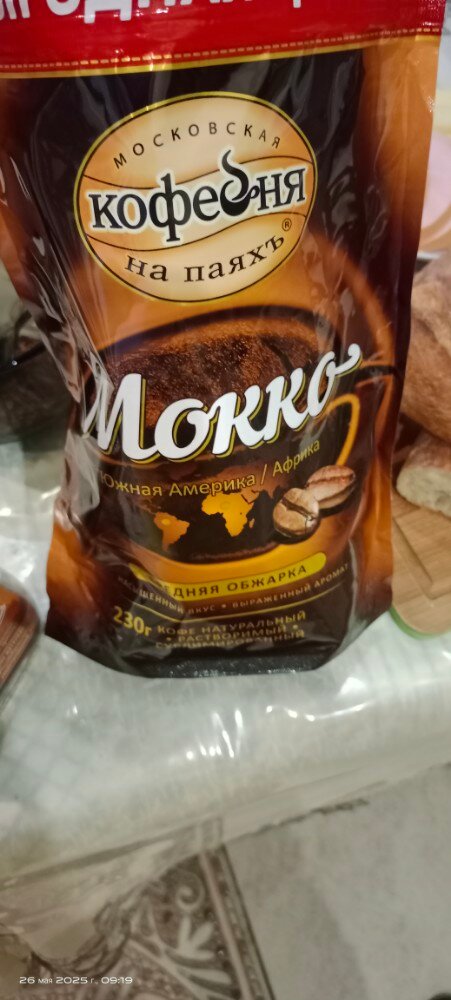 МОСКОВСКАЯ
кофейня
на паяхъ®
Мокко
Южная Америка / Африка
ОБЖАРКА
ВКУС • ВЫРАЖЕННЫЙ АРОМАТ
230г КОФЕ НАТУРАЛЬНЫЙ
• РАСТВОРИМЫЙ •
СУБЛИМИРОВАННЫЙ
26 мая 2025 г., 09:19